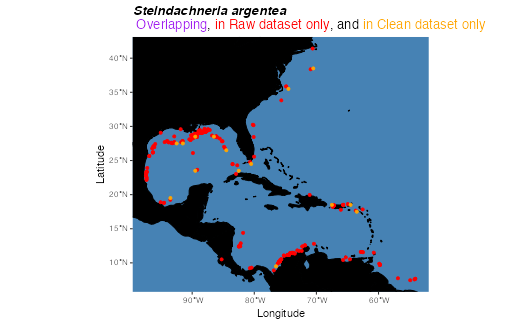 Steindachneria argentea
Overlapping, in Raw dataset only, and in Clean dataset only
40°N
35°N
30°N
25°N
20°N
15°N
10°N
Latitude
90°W
80°W
70°W
60°W
Longitude